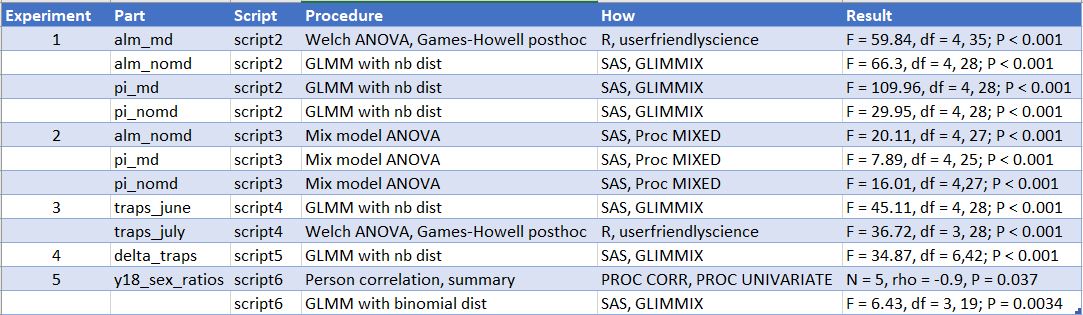 Experiment Part Script Procedure How Result
1 alm_md script2 Welch ANOVA, Games-Howell posthoc R, userfriendlyscience F = 59.84, df = 4, 35; P < 0.001
alm_nomd script2 GLMM with nb dist SAS, GLIMMIX F = 66.3, df = 4, 28; P < 0.001
pi_md script2 GLMM with nb dist SAS, GLIMMIX F = 109.96, df = 4, 28; P < 0.001
pi_nomd script2 GLMM with nb dist SAS, GLIMMIX F = 29.95, df = 4, 28; P < 0.001
2 alm_nomd script3 Mix model ANOVA SAS, Proc MIXED F = 20.11, df = 4, 27; P < 0.001
pi_md script3 Mix model ANOVA SAS, Proc MIXED F = 7.89, df = 4, 25; P < 0.001
pi_nomd script3 Mix model ANOVA SAS, Proc MIXED F = 16.01, df = 4,27; P < 0.001
3 traps_june script4 GLMM with nb dist SAS, GLIMMIX F = 45.11, df = 4, 28; P < 0.001
traps_july script4 Welch ANOVA, Games-Howell posthoc R, userfriendlyscience F = 36.72, df = 3, 28; P < 0.001
4 delta_traps script5 GLMM with nb dist SAS, GLIMMIX F = 34.87, df = 6,42; P < 0.001
5 y18_sex_ratios script6 Person correlation, summary PROC CORR, PROC UNIVARIATE N = 5, rho = -0.9, P = 0.037
script6 GLMM with binomial dist SAS, GLIMMIX F = 6.43, df = 3, 19; P = 0.0034